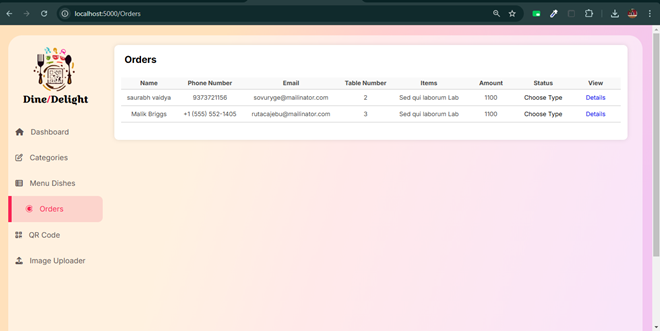 localhost:5000/Orders
Dine/Delight
Dashboard
Categories
Menu Dishes
Orders
QR Code
Image Uploader
Orders
Name Phone Number Email Table Number Items Amount Status View
saurabh vaidya 9373721156 sovuryge@mailinator.com 2 Sed qui laborum Lab 1100 Choose Type Details
Malik Briggs +1 (555) 552-1405 rutacajebu@mailinator.com 3 Sed qui laborum Lab 1100 Choose Type Details